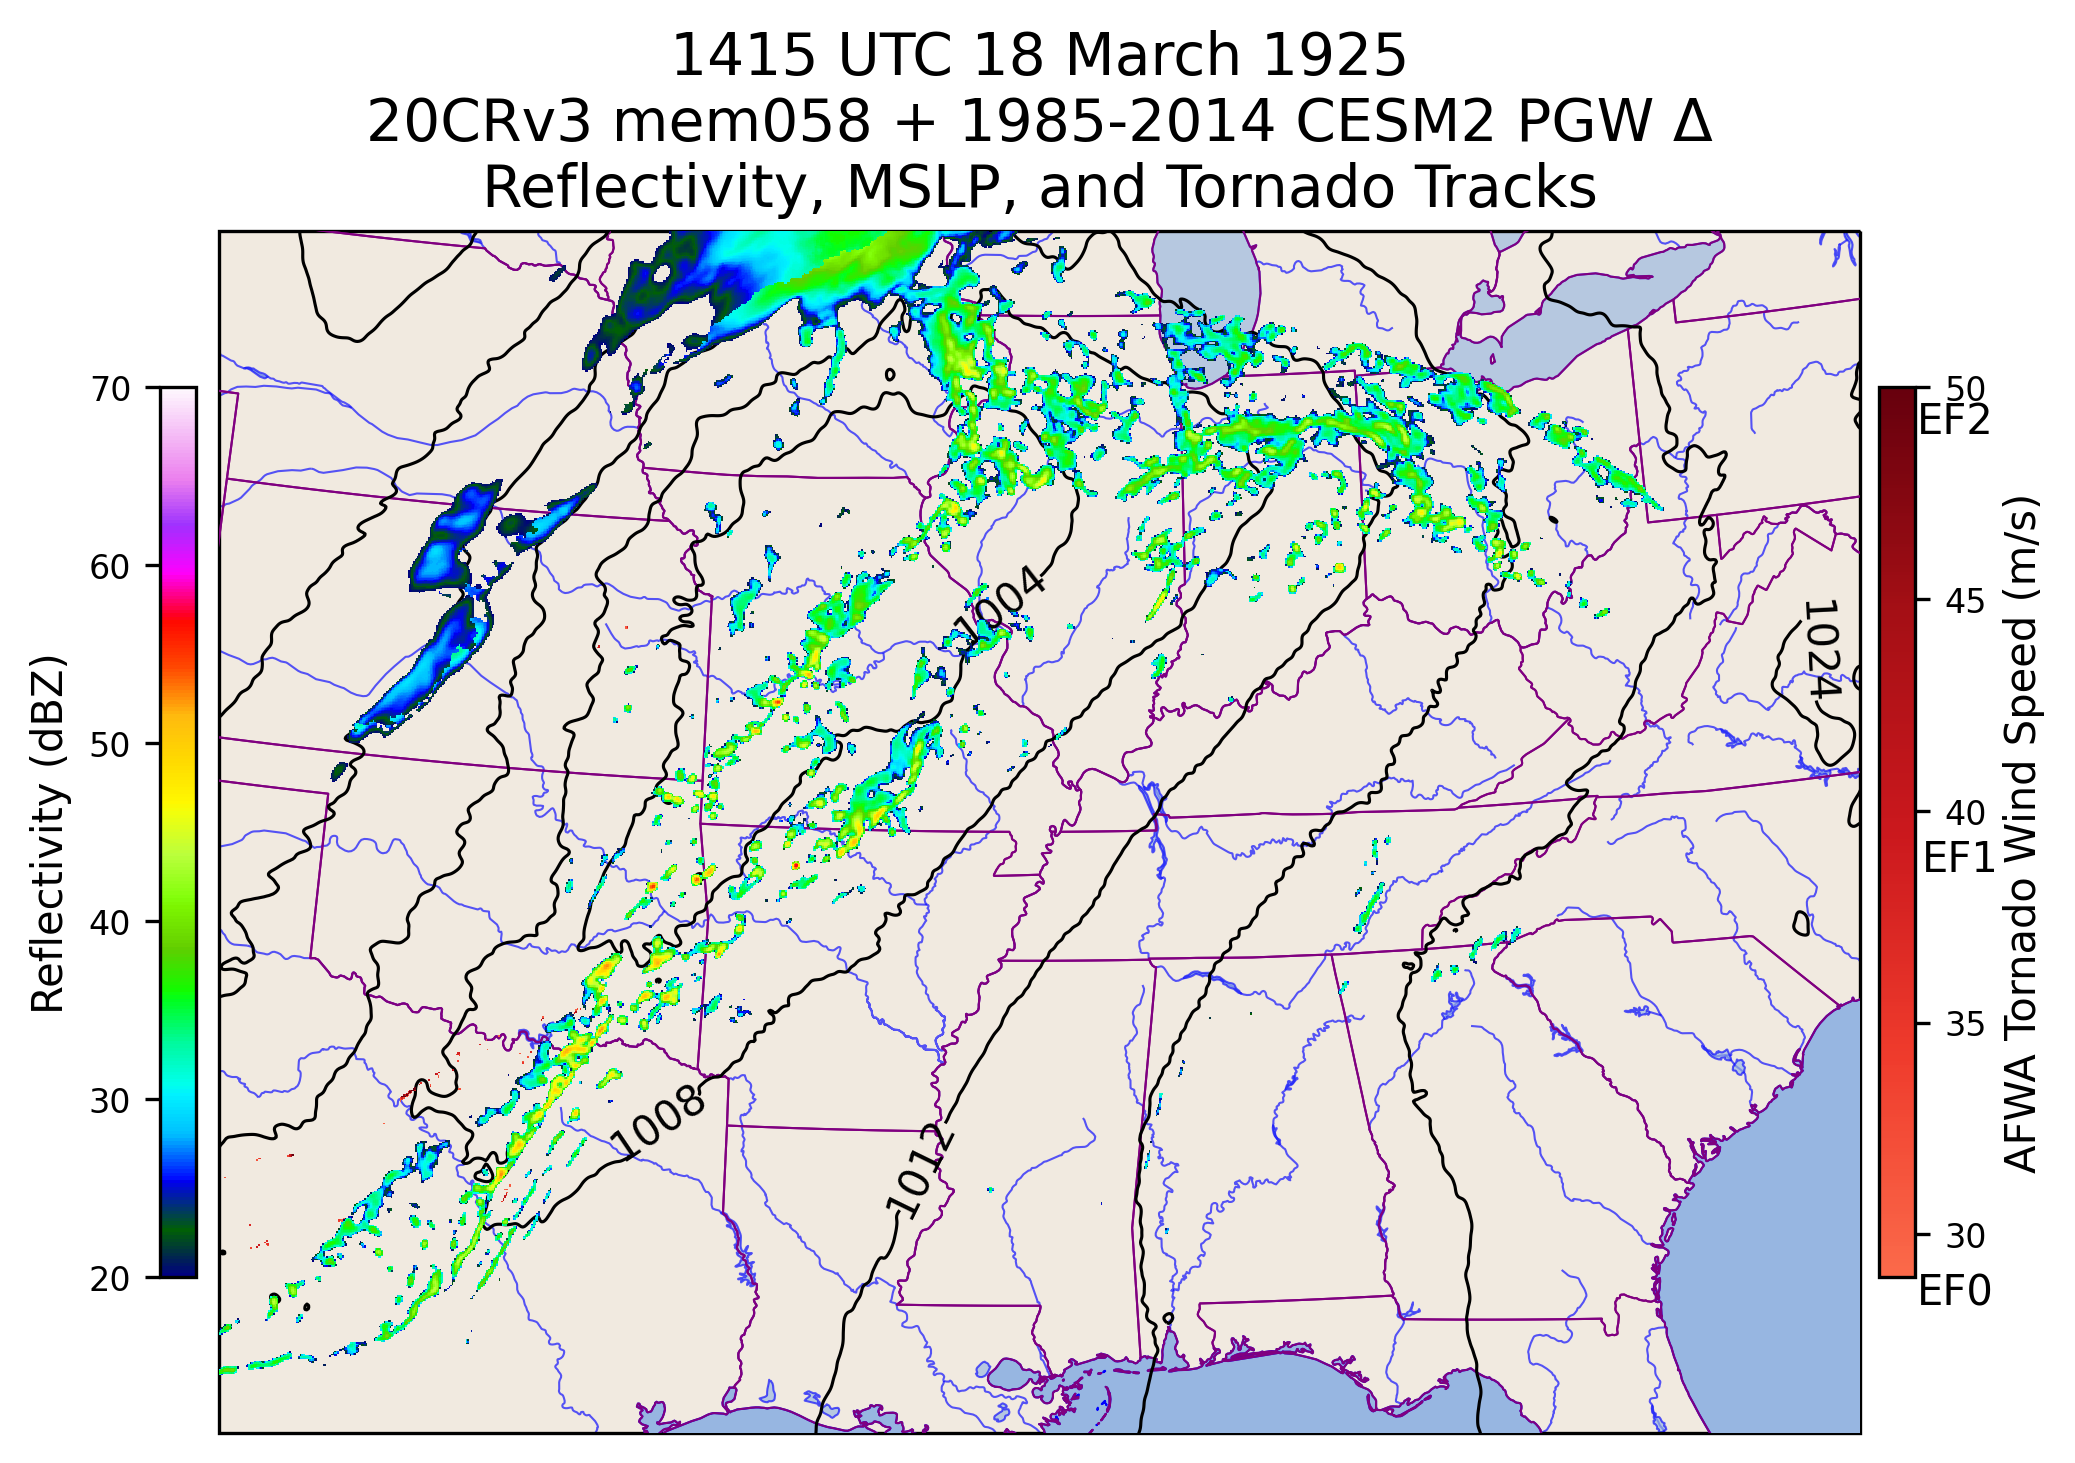 1415 UTC 18 March 1925
20CRv3 mem058 + 1985-2014 CESM2 PGW Δ
Reflectivity, MSLP, and Tornado Tracks
Reflectivity (dBZ)
70
60
50
40
30
20
1004
1024
1008
1012
50
EF2
45
40
EF1
35
30
EF0
AFWA Tornado Wind Speed (m/s)